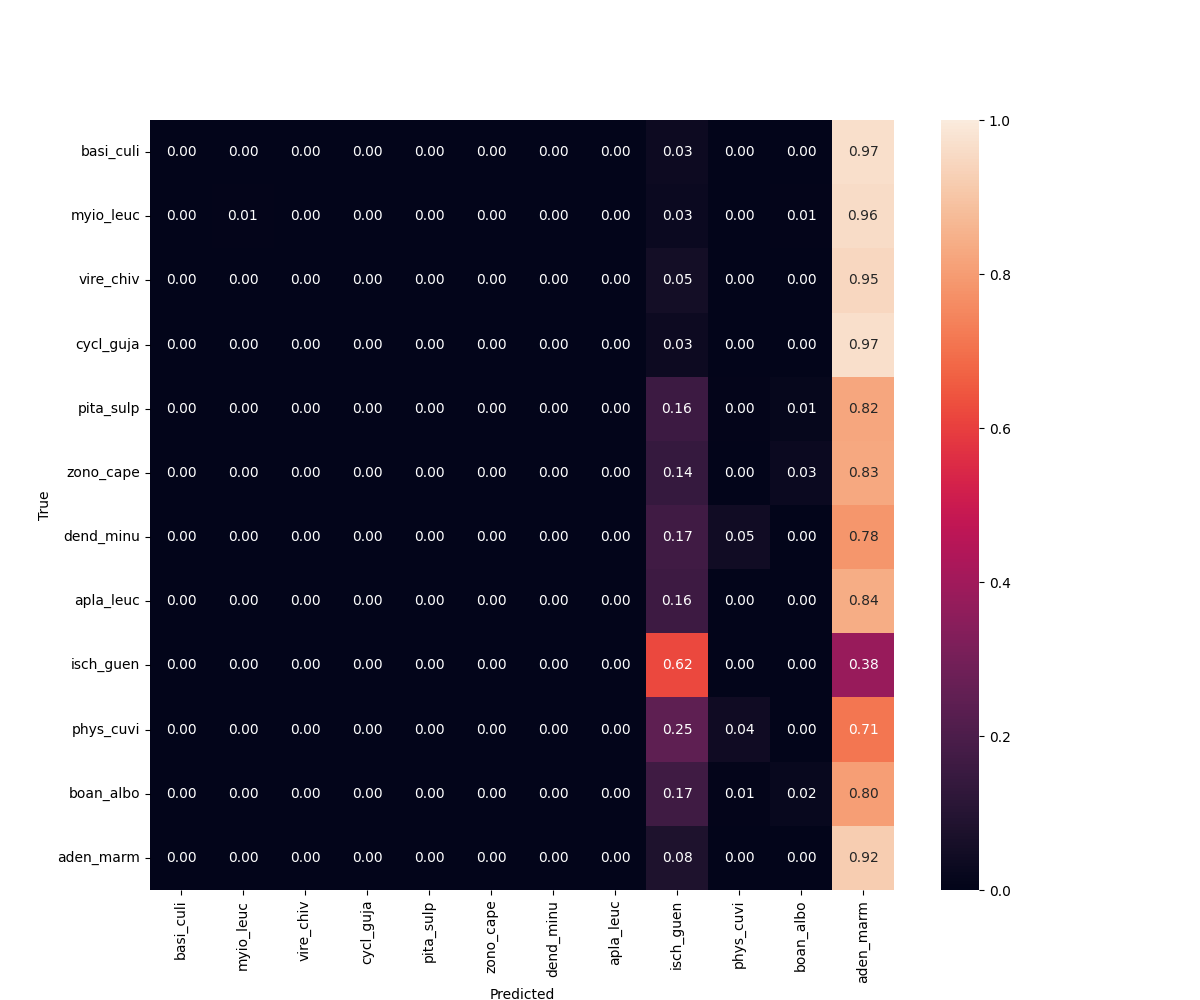 basi_culi 0.00 0.00 0.00 0.00 0.00 0.00 0.00 0.00 0.03 0.00 0.00 0.97
myio_leuc 0.00 0.01 0.00 0.00 0.00 0.00 0.00 0.00 0.03 0.00 0.01 0.96
vire_chiv 0.00 0.00 0.00 0.00 0.00 0.00 0.00 0.00 0.05 0.00 0.00 0.95
cycl_guja 0.00 0.00 0.00 0.00 0.00 0.00 0.00 0.00 0.03 0.00 0.00 0.97
pita_sulp 0.00 0.00 0.00 0.00 0.00 0.00 0.00 0.00 0.16 0.00 0.01 0.82
zono_cape 0.00 0.00 0.00 0.00 0.00 0.00 0.00 0.00 0.14 0.00 0.03 0.83
dend_minu 0.00 0.00 0.00 0.00 0.00 0.00 0.00 0.00 0.17 0.05 0.00 0.78
apla_leuc 0.00 0.00 0.00 0.00 0.00 0.00 0.00 0.00 0.16 0.00 0.00 0.84
isch_guen 0.00 0.00 0.00 0.00 0.00 0.00 0.00 0.00 0.62 0.00 0.00 0.38
phys_cuvi 0.00 0.00 0.00 0.00 0.00 0.00 0.00 0.00 0.25 0.04 0.00 0.71
boan_albo 0.00 0.00 0.00 0.00 0.00 0.00 0.00 0.00 0.17 0.01 0.02 0.80
aden_marm 0.00 0.00 0.00 0.00 0.00 0.00 0.00 0.00 0.08 0.00 0.00 0.92
True
basi_culi myio_leuc vire_chiv cycl_guja pita_sulp zono_cape dend_minu apla_leuc isch_guen phys_cuvi boan_albo aden_marm
Predicted
1.0
0.8
0.6
0.4
0.2
0.0